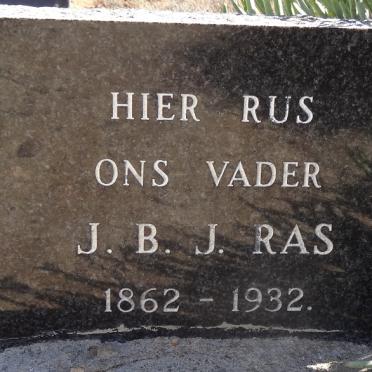 HIER RUS
ONS VADER
J. B. J. RAS
1862 - 1932.